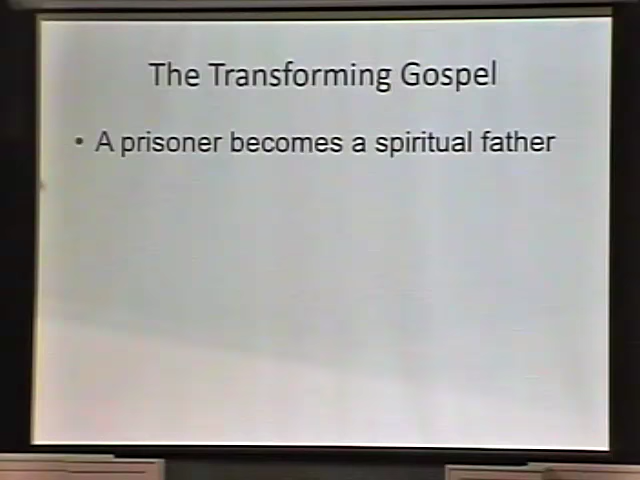 The Transforming Gospel
• A prisoner becomes a spiritual father